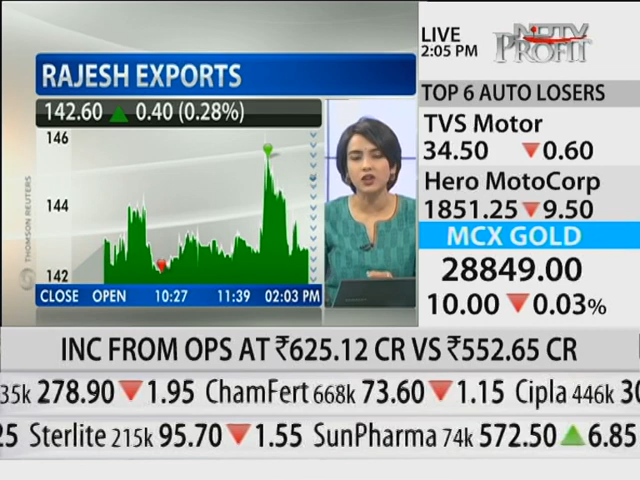 RAJESH EXPORTS
142.60 ▲ 0.40 (0.28%)
146
144
142
CLOSE OPEN 10:27 11:39 02:03 PM
THOMSON REUTERS
LIVE
2:05 PM
NDTV
PROFIT
TOP 6 AUTO LOSERS
TVS Motor
34.50 ▼0.60
Hero MotoCorp
1851.25 ▼9.50
MCX GOLD
28849.00
10.00 ▼0.03%
INC FROM OPS AT ₹625.12 CR VS ₹552.65 CR
35k 278.90 ▼ 1.95 ChamFert 668k 73.60 ▼ 1.15 Cipla 446k 30
25 Sterlite 215k 95.70 ▼ 1.55 SunPharma 74k 572.50 ▲ 6.85